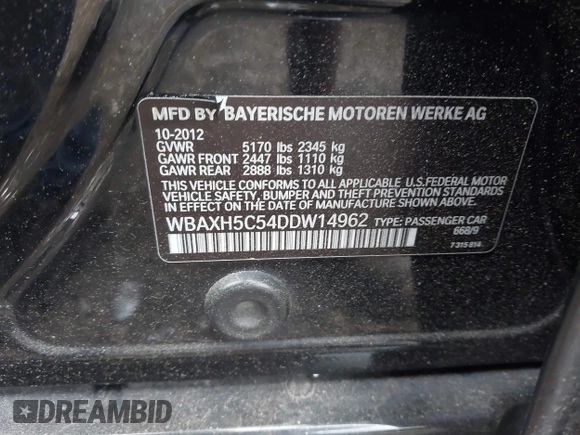 MFD BY BAYERISCHE MOTOREN WERKE AG
10-2012
GVWR 5170 lbs 2345 kg
GAWR FRONT 2447 lbs 1110 kg
GAWR REAR 2888 lbs 1310 kg
THIS VEHICLE CONFORMS TO ALL APPLICABLE U.S.FEDERAL MOTOR
VEHICLE SAFETY, BUMPER AND THEFT PREVENTION STANDARDS IN
EFFECT ON THE DATE OF MANUFACTURE SHOWN ABOVE.
WBAXH5C54DDW14962 TYPE: PASSENGER CAR
668/9
7 315 814
DREAMBID